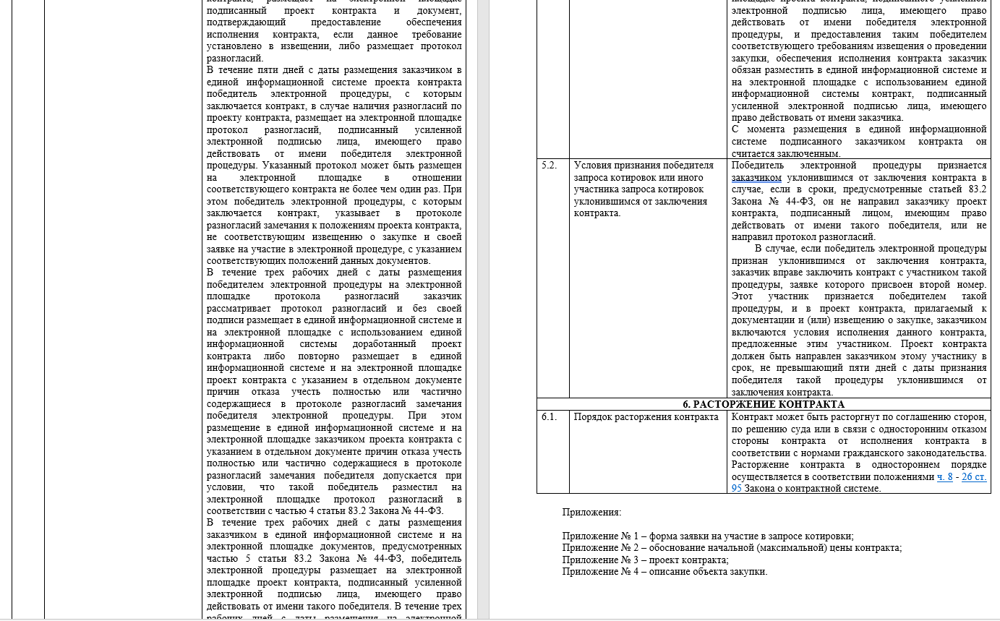 контракта, размещает на электронной площадке
подписанный проект контракта и документ,
подтверждающий предоставление обеспечения
исполнения контракта, если данное требование
установлено в извещении, либо размещает протокол
разногласий.
В течение пяти дней с даты размещения заказчиком в
единой информационной системе проекта контракта
победитель электронной процедуры, с которым
заключается контракт, в случае наличия разногласий по
проекту контракта, размещает на электронной площадке
протокол разногласий, подписанный усиленной
электронной подписью лица, имеющего право
действовать от имени победителя электронной
процедуры. Указанный протокол может быть размещен
на электронной площадке в отношении
соответствующего контракта не более чем один раз. При
этом победитель электронной процедуры, с которым
заключается контракт, указывает в протоколе
разногласий замечания к положениям проекта контракта,
не соответствующим извещению о закупке и своей
заявке на участие в электронной процедуре, с указанием
соответствующих положений данных документов.
В течение трех рабочих дней с даты размещения
победителем электронной процедуры на электронной
площадке протокола разногласий заказчик
рассматривает протокол разногласий и без своей
подписи размещает в единой информационной системе и
на электронной площадке с использованием единой
информационной системы доработанный проект
контракта либо повторно размещает в единой
информационной системе и на электронной площадке
проект контракта с указанием в отдельном документе
причин отказа учесть полностью или частично
содержащиеся в протоколе разногласий замечания
победителя электронной процедуры. При этом
размещение в единой информационной системе и на
электронной площадке заказчиком проекта контракта с
указанием в отдельном документе причин отказа учесть
полностью или частично содержащиеся в протоколе
разногласий замечания победителя допускается при
условии, что такой победитель разместил на
электронной площадке протокол разногласий в
соответствии с частью 4 статьи 83.2 Закона № 44-ФЗ.
В течение трех рабочих дней с даты размещения
заказчиком в единой информационной системе и на
электронной площадке документов, предусмотренных
частью 5 статьи 83.2 Закона № 44-ФЗ, победитель
электронной процедуры размещает на электронной
площадке проект контракта, подписанный усиленной
электронной подписью лица, имеющего право
действовать от имени такого победителя. В течение трех
рабочих дней с даты размещения на электронной
площадке проекта контракта, подписанного усиленной
электронной подписью лица, имеющего право
действовать от имени победителя электронной
процедуры, и предоставления таким победителем
соответствующего требованиям извещения о проведении
закупки, обеспечения исполнения контракта заказчик
обязан разместить в единой информационной системе и
на электронной площадке с использованием единой
информационной системы контракт, подписанный
усиленной электронной подписью лица, имеющего
право действовать от имени заказчика.
С момента размещения в единой информационной
системе подписанного заказчиком контракта он
считается заключенным.
5.2.
Условия признания победителя
запроса котировок или иного
участника запроса котировок
уклонившимся от заключения
контракта.
Победитель электронной процедуры признается
заказчиком уклонившимся от заключения контракта в
случае, если в сроки, предусмотренные статьей 83.2
Закона № 44-ФЗ, он не направил заказчику проект
контракта, подписанный лицом, имеющим право
действовать от имени такого победителя, или не
направил протокол разногласий.
В случае, если победитель электронной процедуры
признан уклонившимся от заключения контракта,
заказчик вправе заключить контракт с участником такой
процедуры, заявке которого присвоен второй номер.
Этот участник признается победителем такой
процедуры, и в проект контракта, прилагаемый к
документации и (или) извещению о закупке, заказчиком
включаются условия исполнения данного контракта,
предложенные этим участником. Проект контракта
должен быть направлен заказчиком этому участнику в
срок, не превышающий пяти дней с даты признания
победителя такой процедуры уклонившимся от
заключения контракта.
6. РАСТОРЖЕНИЕ КОНТРАКТА
6.1.
Порядок расторжения контракта
Контракт может быть расторгнут по соглашению сторон,
по решению суда или в связи с односторонним отказом
стороны контракта от исполнения контракта в
соответствии с нормами гражданского законодательства.
Расторжение контракта в одностороннем порядке
осуществляется в соответствии положениями ч. 8 - 26 ст.
95 Закона о контрактной системе.
Приложения:
Приложение № 1 – форма заявки на участие в запросе котировки;
Приложение № 2 – обоснование начальной (максимальной) цены контракта;
Приложение № 3 – проект контракта;
Приложение № 4 – описание объекта закупки.